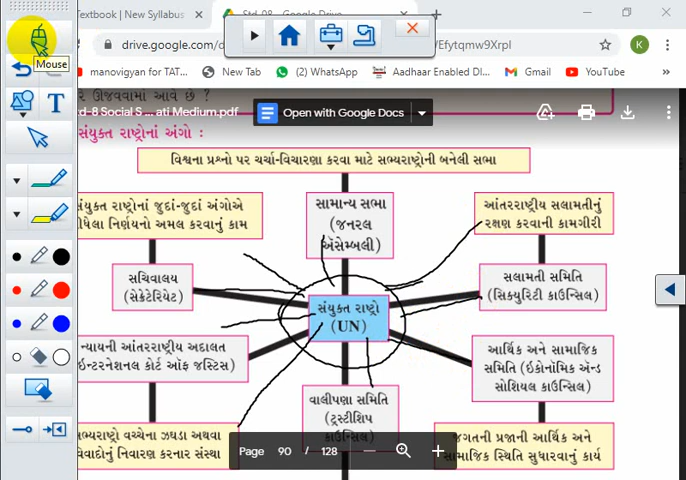 Textbook | New Syllabus
Std-08 - Google Drive
drive.google.com/d
Efytqmw9Xrpl
Mouse
manovigyan for TAT...
New Tab
(2) WhatsApp
Aadhaar Enabled DI...
M Gmail
YouTube
ર ઊજવવામાં આવે છે ?
d-8 Social S ... ati Medium.pdf
Open with Google Docs
સંયુક્ત રાષ્ટ્રોનાં અંગો :
વિશ્વના પ્રશ્નો પર ચર્ચા-વિચારણા કરવા માટે સભ્યરાષ્ટ્રોની બનેલી સભા
સંયુક્ત રાષ્ટ્રોનાં જુદાં-જુદાં અંગોએ
લીધેલા નિર્ણયનો અમલ કરવાનું કામ
સામાન્ય સભા
(જનરલ
ઍસેમ્બલી)
આંતરરાષ્ટ્રીય સલામતીનું
રક્ષણ કરવાની કામગીરી
સચિવાલય
(સેક્રેટરિયેટ)
સંયુક્ત રાષ્ટ્રો
(UN)
સલામતી સમિતિ
(સિક્યુરિટી કાઉન્સિલ)
ન્યાયની આંતરરાષ્ટ્રીય અદાલત
ઇન્ટરનેશનલ કોર્ટ ઑફ જસ્ટિસ)
આર્થિક અને સામાજિક
સમિતિ (ઇકોનૉમિક ઍન્ડ
સોશિયલ કાઉન્સિલ)
વાલીપણા સમિતિ
(ટ્રસ્ટીશિપ
કાઉન્સિલ)
સભ્યરાષ્ટ્રો વચ્ચેના ઝઘડા અથવા
વિવાદોનું નિવારણ કરનાર સંસ્થા
જગતની પ્રજાની આર્થિક અને
સામાજિક સ્થિતિ સુધારવાનું કાર્ય
Page 90 / 128